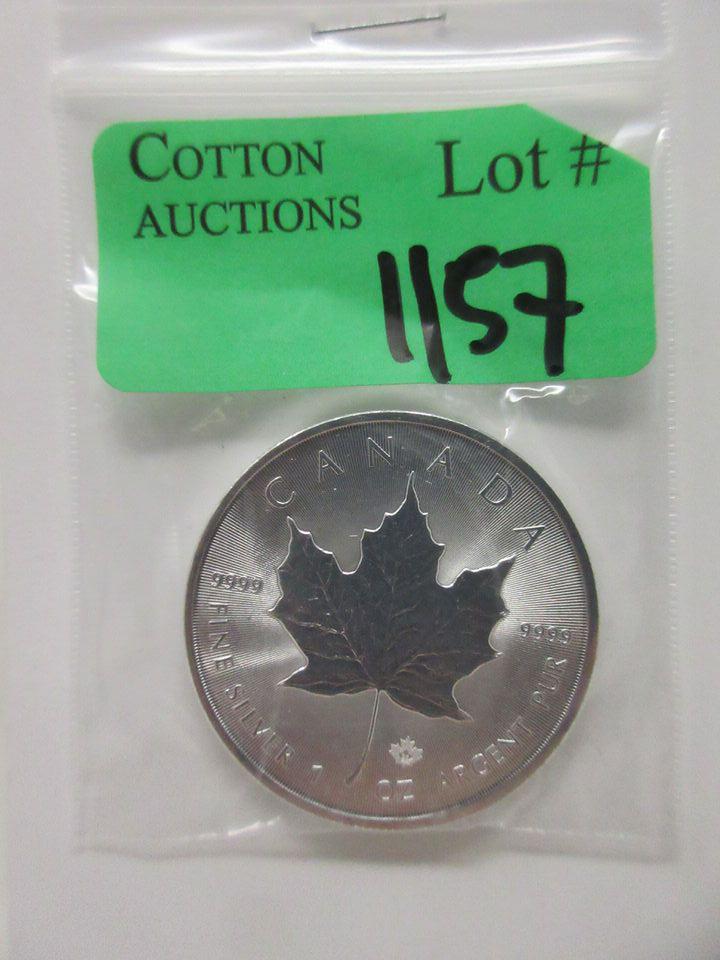 COTTON
AUCTIONS
Lot #
1157
CANADA
9999
9999
FINE SILVER 1 OZ ARGENT PUR